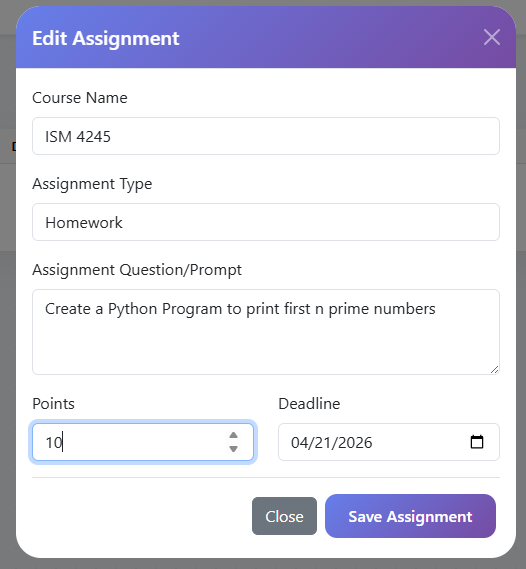 Edit Assignment
Course Name
ISM 4245
Assignment Type
Homework
Assignment Question/Prompt
Create a Python Program to print first n prime numbers
Points
Deadline
10
04/21/2026
Close
Save Assignment